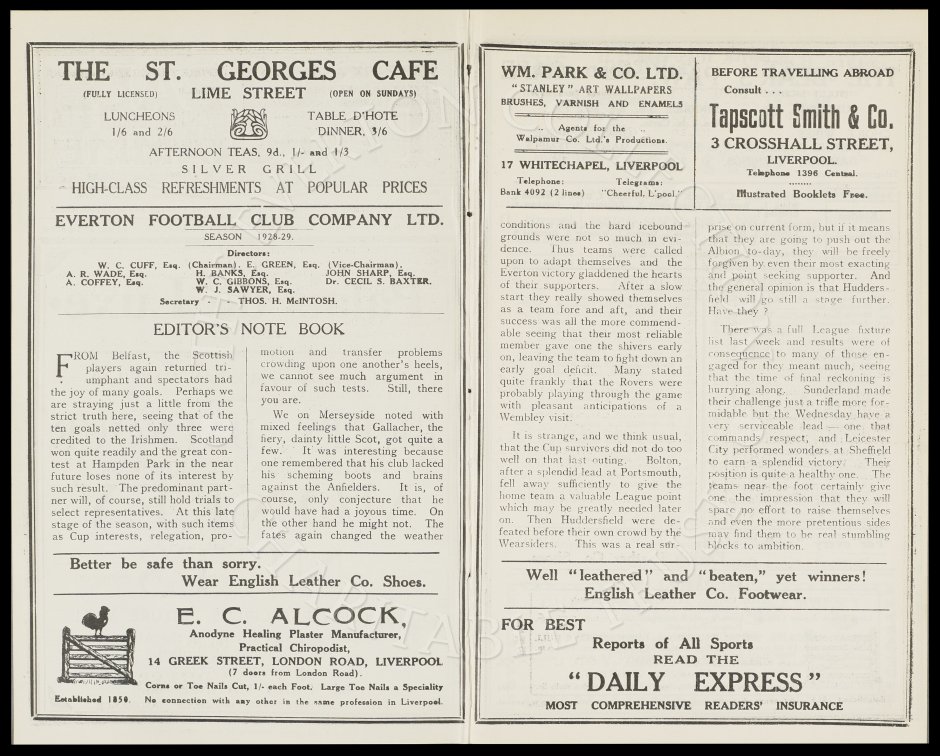 THE ST. GEORGES CAFE
(FULLY LICENSED) LIME STREET (OPEN ON SUNDAYS)
LUNCHEONS
1/6 and 2/6
TABLE D'HOTE
DINNER, 3/6
AFTERNOON TEAS, 9d., 1/- and 1/3
SILVER GRILL
HIGH-CLASS REFRESHMENTS AT POPULAR PRICES
EVERTON FOOTBALL CLUB COMPANY LTD.
SEASON 1928-29.
Directors:
W. C. CUFF, Esq. (Chairman). E. GREEN, Esq. (Vice-Chairman),
A. R. WADE, Esq. H. BANKS, Esq. JOHN SHARP, Esq.
A. COFFEY, Esq. W. C. GIBBONS, Esq. Dr. CECIL S. BAXTER.
W. J. SAWYER, Esq.
Secretary - - THOS. H. McINTOSH.
EDITOR'S NOTE BOOK
FROM Belfast, the Scottish
players again returned tri-
umphant and spectators had
the joy of many goals. Perhaps we
are straying just a little from the
strict truth here, seeing that of the
ten goals netted only three were
credited to the Irishmen. Scotland
won quite readily and the great con-
test at Hampden Park in the near
future loses none of its interest by
such result. The predominant part-
ner will, of course, still hold trials to
select representatives. At this late
stage of the season, with such items
as Cup interests, relegation, pro-
motion and transfer problems
crowding upon one another's heels,
we cannot see much argument in
favour of such tests. Still, there
you are.
We on Merseyside noted with
mixed feelings that Gallacher, the
fiery, dainty little Scot, got quite a
few. It was interesting because
one remembered that his club lacked
his scheming boots and brains
against the Anfielders. It is, of
course, only conjecture that he
would have had a joyous time. On
the other hand he might not. The
fates again changed the weather
Better be safe than sorry.
Wear English Leather Co. Shoes.
E. C. ALCOCK,
Anodyne Healing Plaster Manufacturer,
Practical Chiropodist,
14 GREEK STREET, LONDON ROAD, LIVERPOOL
(7 doors from London Road).
Corns or Toe Nails Cut, 1/- each Foot. Large Toe Nails a Speciality
Established 1850. No connection with any other in the same profession in Liverpool.
WM. PARK & CO. LTD.
"STANLEY" ART WALLPAPERS
BRUSHES, VARNISH AND ENAMELS
.. Agents for the ..
Walpamur Co. Ltd.'s Productions.
17 WHITECHAPEL, LIVERPOOL
Telephone: Telegrams:
Bank 4092 (2 lines) "Cheerful, L'pool."
BEFORE TRAVELLING ABROAD
Consult . . .
Tapscott Smith & Co.
3 CROSSHALL STREET,
LIVERPOOL.
Telephone 1396 Central.
Illustrated Booklets Free.
conditions and the hard icebound
grounds were not so much in evi-
dence. Thus teams were called
upon to adapt themselves and the
Everton victory gladdened the hearts
of their supporters. After a slow
start they really showed themselves
as a team fore and aft, and their
success was all the more commend-
able seeing that their most reliable
member gave one the shivers early
on, leaving the team to fight down an
early goal deficit. Many stated
quite frankly that the Rovers were
probably playing through the game
with pleasant anticipations of a
Wembley visit.
It is strange, and we think usual,
that the Cup survivors did not do too
well on that last outing. Bolton,
after a splendid lead at Portsmouth,
fell away sufficiently to give the
home team a valuable League point
which may be greatly needed later
on. Then Huddersfield were de-
feated before their own crowd by the
Wearsiders. This was a real sur-
prise on current form, but if it means
that they are going to push out the
Albion to-day, they will be freely
forgiven by even their most exacting
and point seeking supporter. And
the general opinion is that Hudders-
field will go still a stage further.
Have they ?
There was a full League fixture
list last week and results were of
consequence to many of those en-
gaged for they meant much, seeing
that the time of final reckoning is
hurrying along. Sunderland made
their challenge just a trifle more for-
midable but the Wednesday have a
very serviceable lead — one that
commands respect, and Leicester
City performed wonders at Sheffield
to earn a splendid victory. Their
position is quite a healthy one. The
teams near the foot certainly give
one the impression that they will
spare no effort to raise themselves
and even the more pretentious sides
may find them to be real stumbling
blocks to ambition.
Well "leathered" and "beaten," yet winners!
English Leather Co. Footwear.
FOR BEST
Reports of All Sports
READ THE
"DAILY EXPRESS"
MOST COMPREHENSIVE READERS' INSURANCE